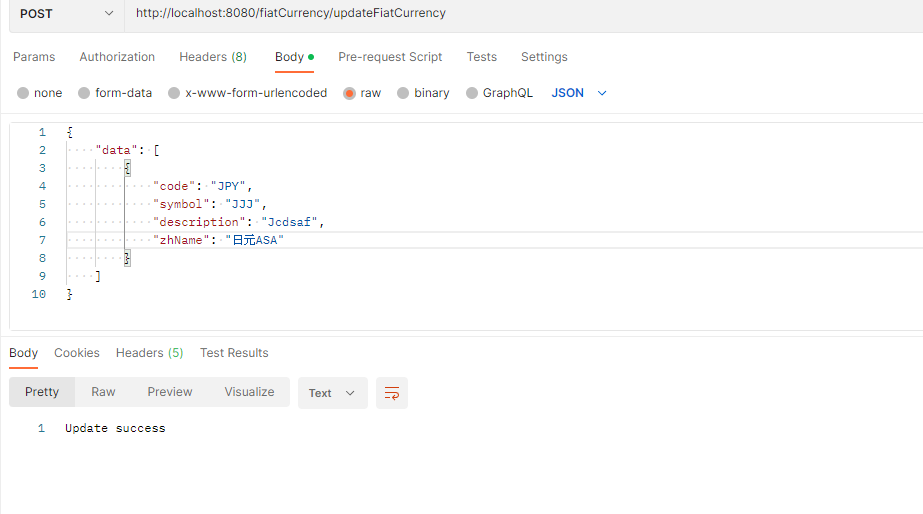 POST http://localhost:8080/fiatCurrency/updateFiatCurrency
Params Authorization Headers (8) Body Pre-request Script Tests Settings
none form-data x-www-form-urlencoded raw binary GraphQL JSON
1 {
2 "data": [
3 {
4 "code": "JPY",
5 "symbol": "JJJ",
6 "description": "Jcdsaf",
7 "zhName": "日元ASA"
8 }
9 ]
10 }
Body Cookies Headers (5) Test Results
Pretty Raw Preview Visualize Text
1 Update success